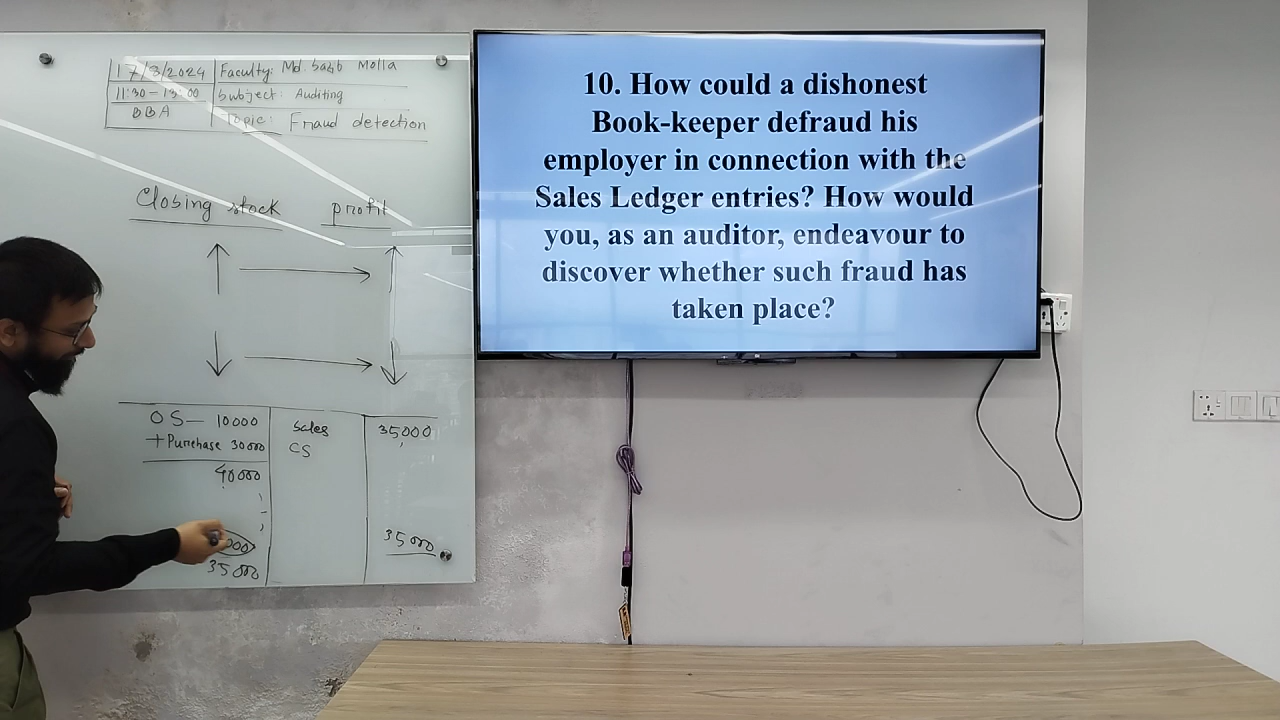 17/3/2024 Faculty: Md. Sabb Molla
11:30 - 13:00 Subject: Auditing
BBA Topic: Fraud detection
Closing stock profit
OS— 10000 Sales 35,000
+Purchase 30000 CS
40000
35000
35000
10. How could a dishonest
Book-keeper defraud his
employer in connection with the
Sales Ledger entries? How would
you, as an auditor, endeavour to
discover whether such fraud has
taken place?